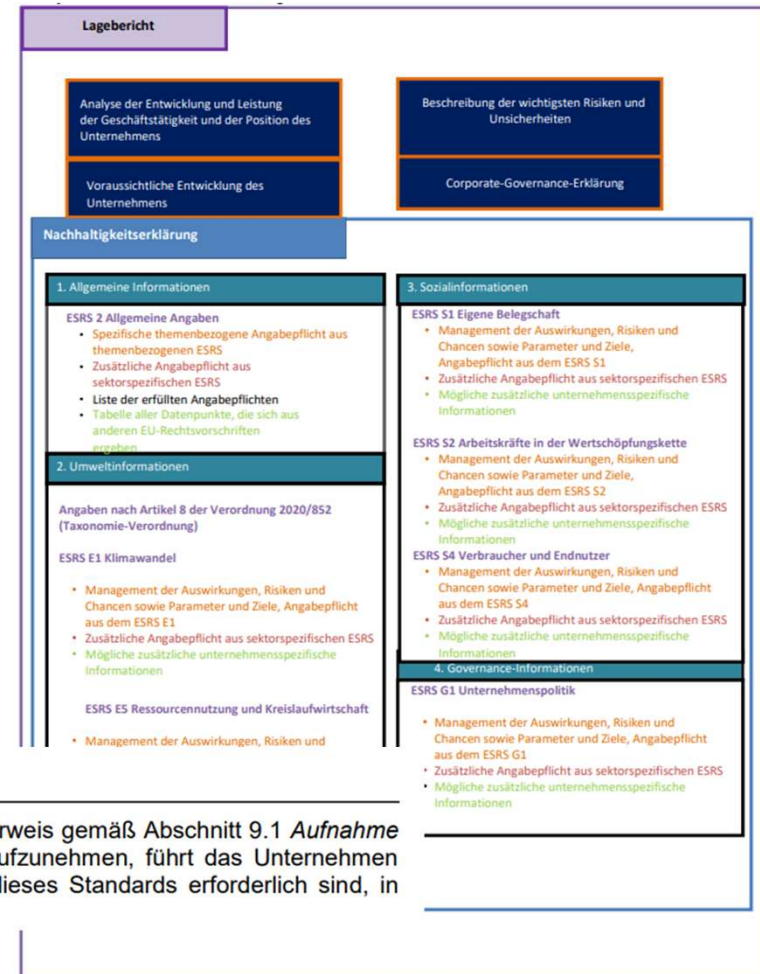 Lagebericht
Analyse der Entwicklung und Leistung
der Geschäftstätigkeit und der Position des
Unternehmens
Beschreibung der wichtigsten Risiken und
Unsicherheiten
Voraussichtliche Entwicklung des
Unternehmens
Corporate-Governance-Erklärung
Nachhaltigkeitserklärung
1. Allgemeine Informationen
ESRS 2 Allgemeine Angaben
• Spezifische themenbezogene Angabepflicht aus
themenbezogenen ESRS
• Zusätzliche Angabepflicht aus
sektorspezifischen ESRS
• Liste der erfüllten Angabepflichten
• Tabelle aller Datenpunkte, die sich aus
anderen EU-Rechtsvorschriften
ergeben
2. Umweltinformationen
Angaben nach Artikel 8 der Verordnung 2020/852
(Taxonomie-Verordnung)
ESRS E1 Klimawandel
• Management der Auswirkungen, Risiken und
Chancen sowie Parameter und Ziele, Angabepflicht
aus dem ESRS E1
• Zusätzliche Angabepflicht aus sektorspezifischen ESRS
• Mögliche zusätzliche unternehmensspezifische
Informationen
ESRS E5 Ressourcennutzung und Kreislaufwirtschaft
• Management der Auswirkungen, Risiken und
3. Sozialinformationen
ESRS S1 Eigene Belegschaft
• Management der Auswirkungen, Risiken und
Chancen sowie Parameter und Ziele,
Angabepflicht aus dem ESRS S1
• Zusätzliche Angabepflicht aus sektorspezifischen ESRS
• Mögliche zusätzliche unternehmensspezifische
Informationen
ESRS S2 Arbeitskräfte in der Wertschöpfungskette
• Management der Auswirkungen, Risiken und
Chancen sowie Parameter und Ziele,
Angabepflicht aus dem ESRS S2
• Zusätzliche Angabepflicht aus sektorspezifischen ESRS
• Mögliche zusätzliche unternehmensspezifische
Informationen
ESRS S4 Verbraucher und Endnutzer
• Management der Auswirkungen, Risiken und
Chancen sowie Parameter und Ziele, Angabepflicht
aus dem ESRS S4
• Zusätzliche Angabepflicht aus sektorspezifischen ESRS
• Mögliche zusätzliche unternehmensspezifische
Informationen
4. Governance-Informationen
ESRS G1 Unternehmenspolitik
• Management der Auswirkungen, Risiken und
Chancen sowie Parameter und Ziele, Angabepflicht
aus dem ESRS G1
• Zusätzliche Angabepflicht aus sektorspezifischen ESRS
• Mögliche zusätzliche unternehmensspezifische
Informationen
rweis gemäß Abschnitt 9.1 Aufnahme
ufzunehmen, führt das Unternehmen
dieses Standards erforderlich sind, in